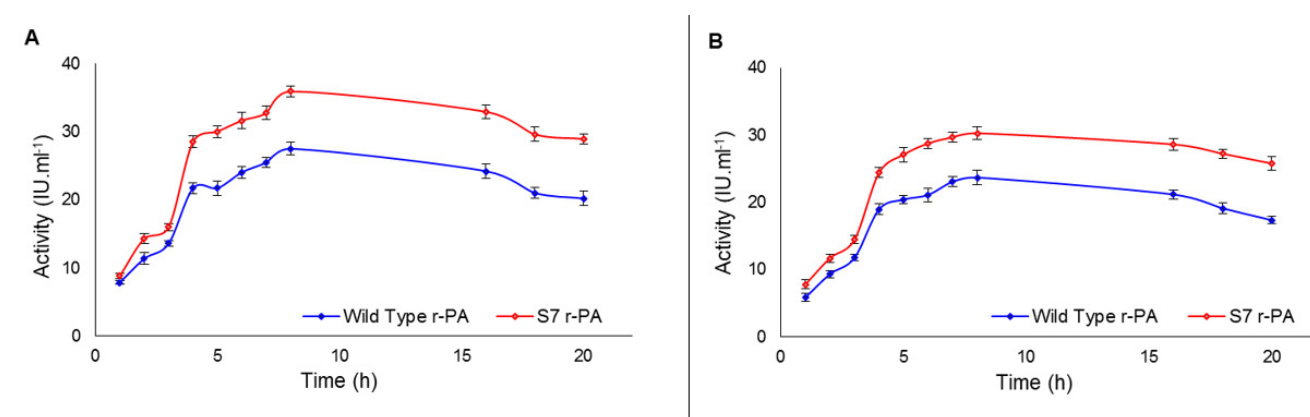 A
Activity (IU.ml-1)
40
30
20
10
0
Wild Type r-PA
S7 r-PA
0 5 10 15 20
Time (h)
B
Activity (IU.ml-1)
40
30
20
10
0
Wild Type r-PA
S7 r-PA
0 5 10 15 20
Time (h)